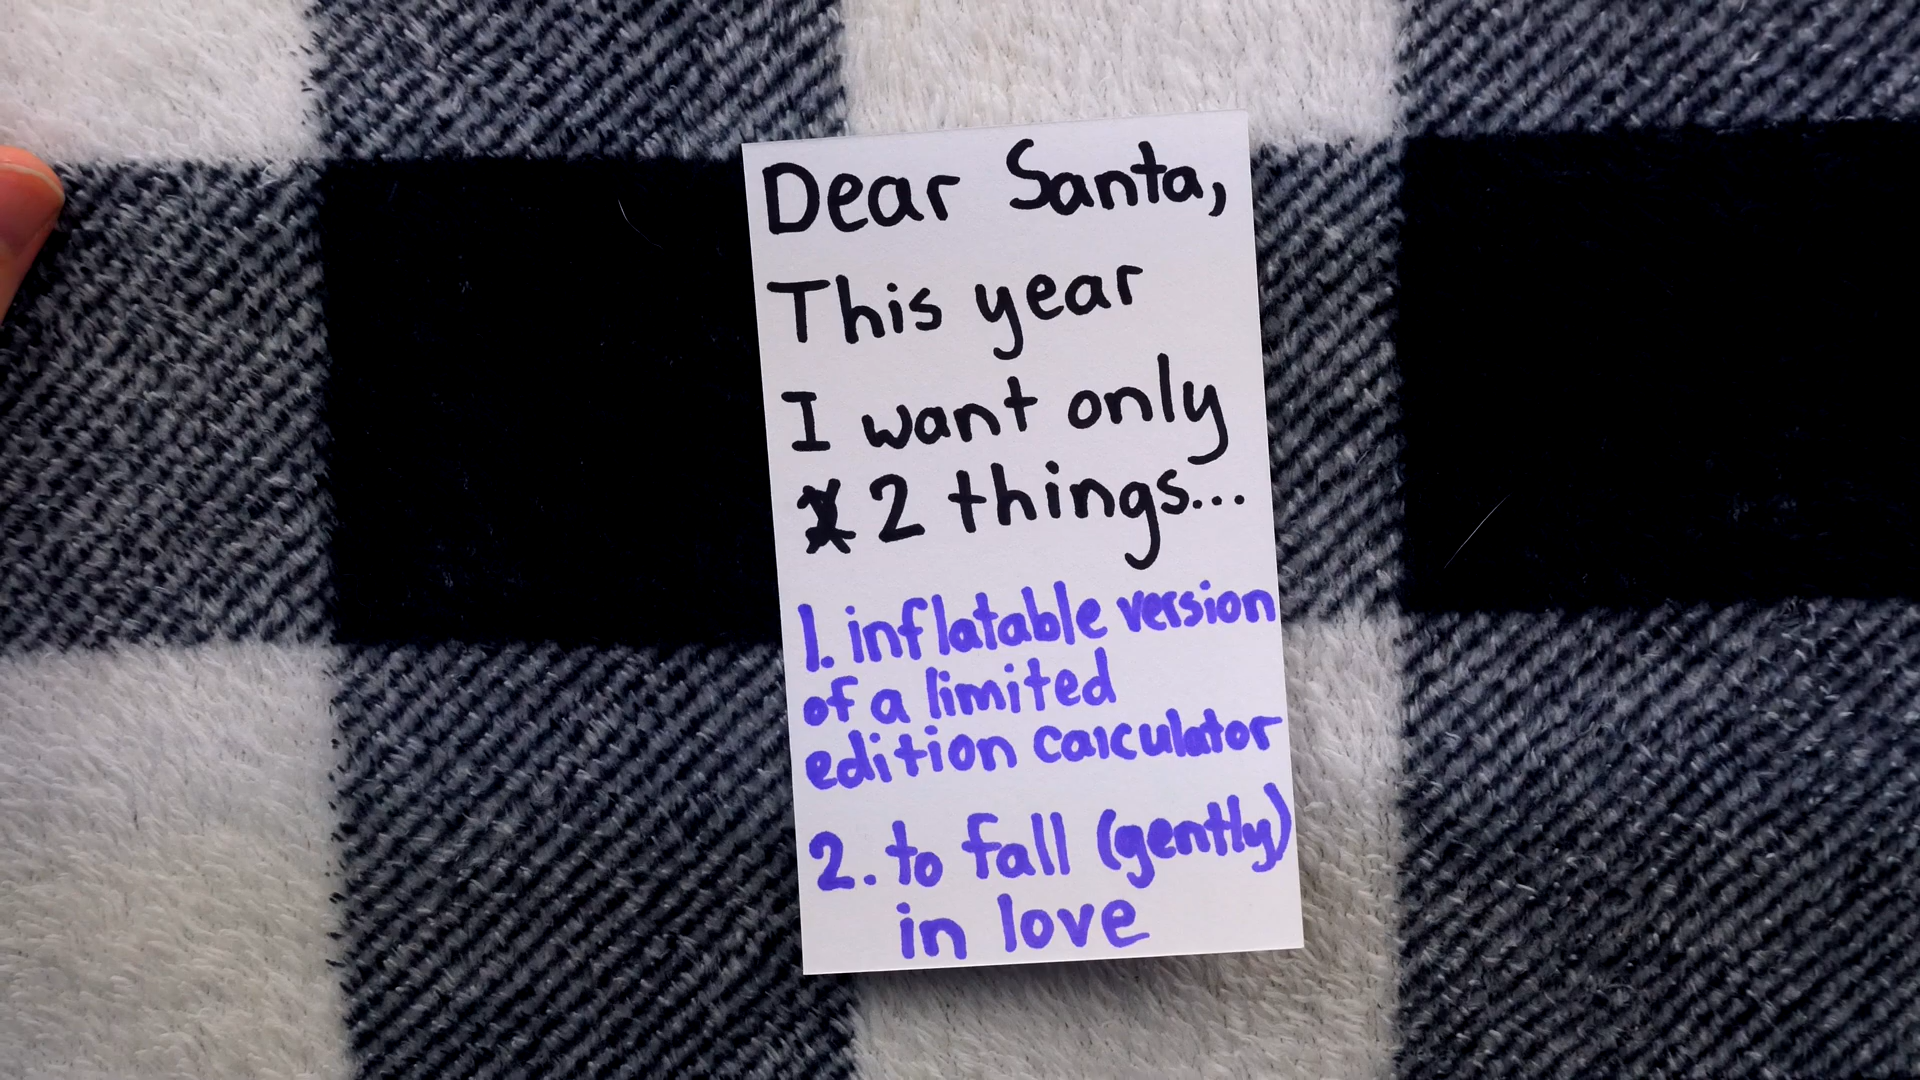 Dear Santa,
This year
I want only
2 things...
1. inflatable version
of a limited
edition calculator
2. to fall (gently)
in love